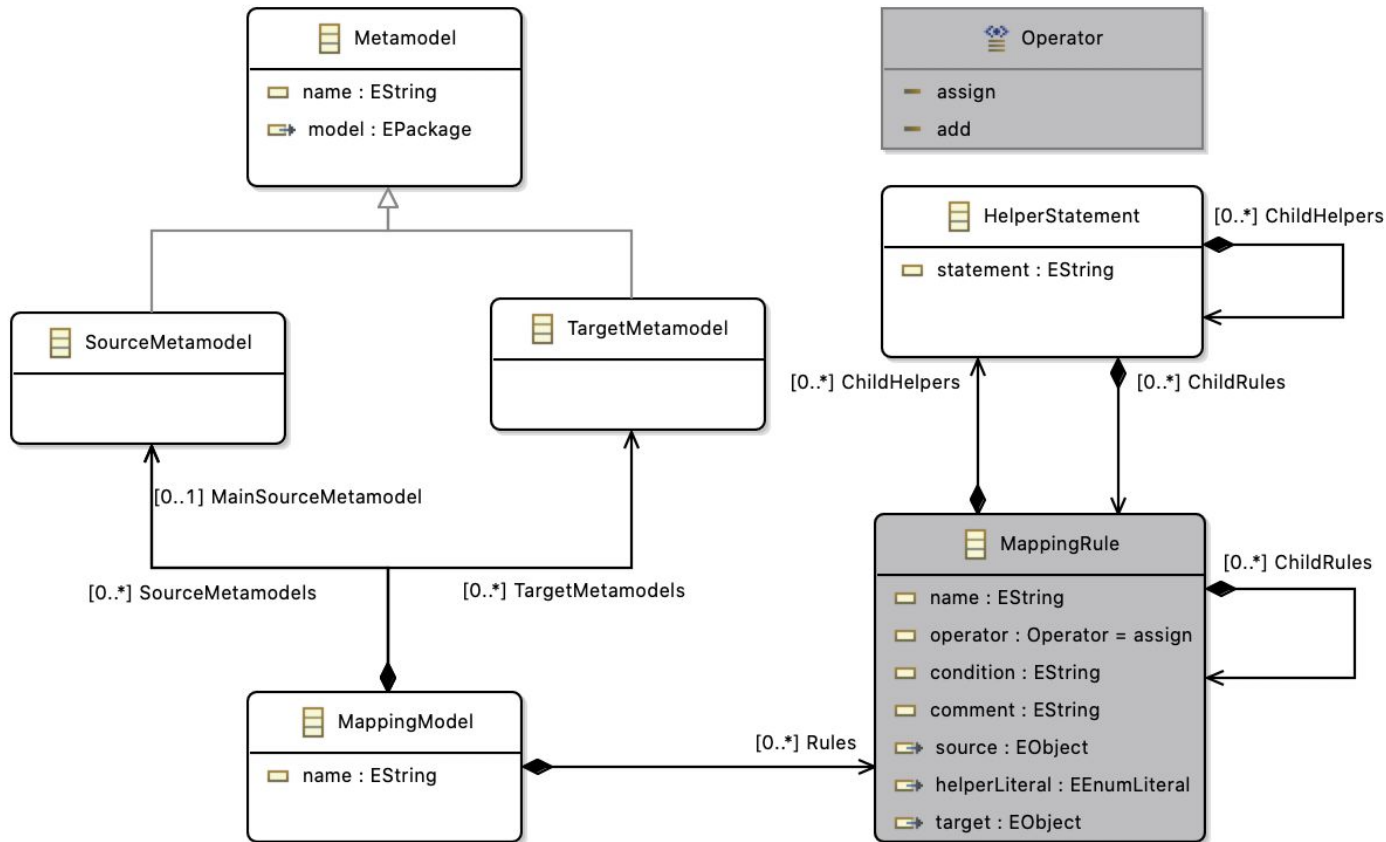 Metamodel
name : EString
model : EPackage
Operator
assign
add
HelperStatement
statement : EString
[0..*] ChildHelpers
SourceMetamodel
TargetMetamodel
[0..*] ChildHelpers
[0..*] ChildRules
[0..1] MainSourceMetamodel
[0..*] SourceMetamodels
[0..*] TargetMetamodels
MappingRule
name : EString
operator : Operator = assign
condition : EString
comment : EString
source : EObject
helperLiteral : EEnumLiteral
target : EObject
[0..*] ChildRules
MappingModel
name : EString
[0..*] Rules